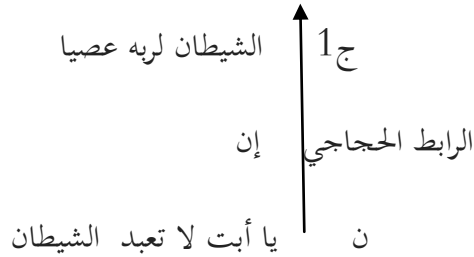 ج1 الشيطان لربه عصيا
الرابط الحجاجي إن
ن يا أبت لا تعبد الشيطان